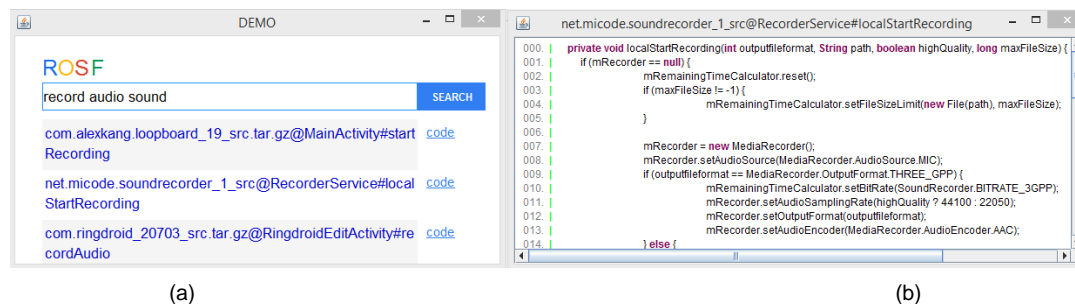 DEMO
ROSF
record audio sound
SEARCH
com.alexkang.loopboard_19_src.tar.gz@MainActivity#start
Recording
code
net.micode.soundrecorder_1_src@RecorderService#local
StartRecording
code
com.ringdroid_20703_src.tar.gz@RingdroidEditActivity#re
cordAudio
code
(a)
net.micode.soundrecorder_1_src@RecorderService#localStartRecording
000. private void localStartRecording(int outputfileformat, String path, boolean highQuality, long maxFileSize) {
001. if (mRecorder == null) {
002. mRemainingTimeCalculator.reset();
003. if (maxFileSize != -1) {
004. mRemainingTimeCalculator.setFileSizeLimit(new File(path), maxFileSize);
005. }
006.
007. mRecorder = new MediaRecorder();
008. mRecorder.setAudioSource(MediaRecorder.AudioSource.MIC);
009. if (outputfileformat == MediaRecorder.OutputFormat.THREE_GPP) {
010. mRemainingTimeCalculator.setBitRate(SoundRecorder.BITRATE_3GPP);
011. mRecorder.setAudioSamplingRate(highQuality ? 44100 : 22050);
012. mRecorder.setOutputFormat(outputfileformat);
013. mRecorder.setAudioEncoder(MediaRecorder.AudioEncoder.AAC);
014. } else {
(b)